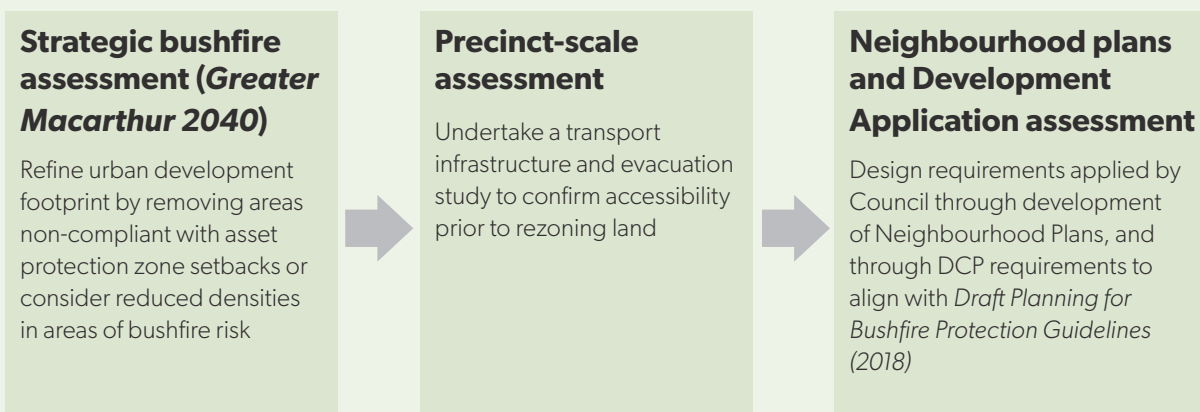 Strategic bushfire
assessment (Greater
Macarthur 2040)
Refine urban development
footprint by removing areas
non-compliant with asset
protection zone setbacks or
consider reduced densities
in areas of bushfire risk
Precinct-scale
assessment
Undertake a transport
infrastructure and evacuation
study to confirm accessibility
prior to rezoning land
Neighbourhood plans
and Development
Application assessment
Design requirements applied by
Council through development
of Neighbourhood Plans, and
through DCP requirements to
align with Draft Planning for
Bushfire Protection Guidelines
(2018)